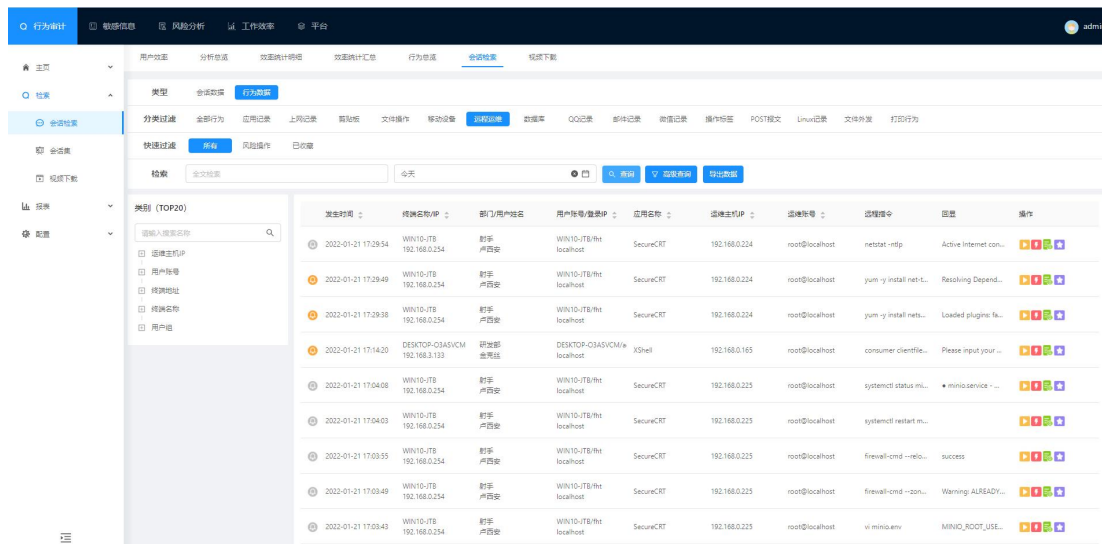 行为审计 敏感信息 风险分析 工作效率 平台 admi
主页
检索
会话检索
会话集
视频下载
报表
配置
用户效率 分析总览 效率统计明细 效率统计汇总 行为总览 会话检索 视频下载
类型 会话数据 行为数据
分类过滤 全部行为 应用记录 上网记录 剪贴板 文件操作 移动设备 远程运维 数据库 QQ记录 邮件记录 微信记录 操作标签 POST报文 Linux记录 文件外发 打印行为
快速过滤 所有 风险操作 已收藏
检索 全文检索 今天 查询 高级查询 导出数据
类别（TOP20）
请输入搜索名称
运维主机IP
用户账号
终端地址
终端名称
用户组
发生时间 终端名称/IP 部门/用户姓名 用户账号/登录IP 应用名称 运维主机IP 运维账号 远程指令 回显 操作
2022-01-21 17:29:54 WIN10-JTB 192.168.0.254 射手 卢西安 WIN10-JTB/fht localhost SecureCRT 192.168.0.224 root@localhost netstat -ntlp Active Internet con...
2022-01-21 17:29:49 WIN10-JTB 192.168.0.254 射手 卢西安 WIN10-JTB/fht localhost SecureCRT 192.168.0.224 root@localhost yum -y install net-t... Resolving Depend...
2022-01-21 17:29:38 WIN10-JTB 192.168.0.254 射手 卢西安 WIN10-JTB/fht localhost SecureCRT 192.168.0.224 root@localhost yum -y install nets... Loaded plugins: fa...
2022-01-21 17:14:20 DESKTOP-O3ASVCM 192.168.3.133 研发部 金克丝 DESKTOP-O3ASVCM/a localhost XShell 192.168.0.165 root@localhost consumer clientfile... Please input your ...
2022-01-21 17:04:08 WIN10-JTB 192.168.0.254 射手 卢西安 WIN10-JTB/fht localhost SecureCRT 192.168.0.225 root@localhost systemctl status mi... ● minio.service - ...
2022-01-21 17:04:03 WIN10-JTB 192.168.0.254 射手 卢西安 WIN10-JTB/fht localhost SecureCRT 192.168.0.225 root@localhost systemctl restart m...
2022-01-21 17:03:55 WIN10-JTB 192.168.0.254 射手 卢西安 WIN10-JTB/fht localhost SecureCRT 192.168.0.225 root@localhost firewall-cmd --relo... success
2022-01-21 17:03:49 WIN10-JTB 192.168.0.254 射手 卢西安 WIN10-JTB/fht localhost SecureCRT 192.168.0.225 root@localhost firewall-cmd --zon... Warning: ALREADY...
2022-01-21 17:03:43 WIN10-JTB 192.168.0.254 射手 卢西安 WIN10-JTB/fht localhost SecureCRT 192.168.0.225 root@localhost vi minio.env MINIO_ROOT_USE...